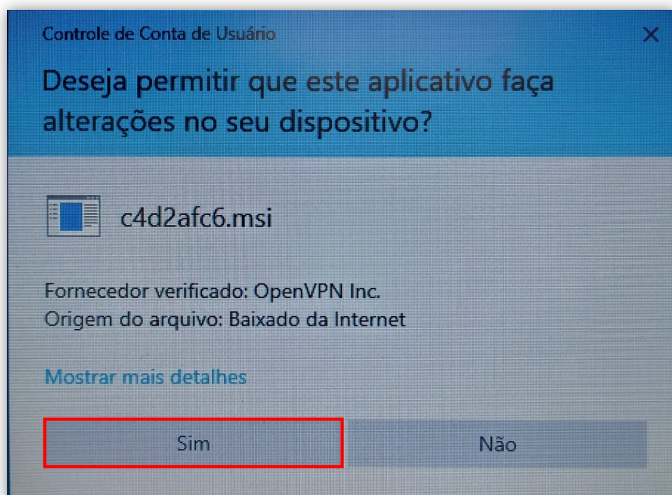 Controle de Conta de Usuário
Deseja permitir que este aplicativo faça
alterações no seu dispositivo?
c4d2afc6.msi
Fornecedor verificado: OpenVPN Inc.
Origem do arquivo: Baixado da Internet
Mostrar mais detalhes
Sim
Não